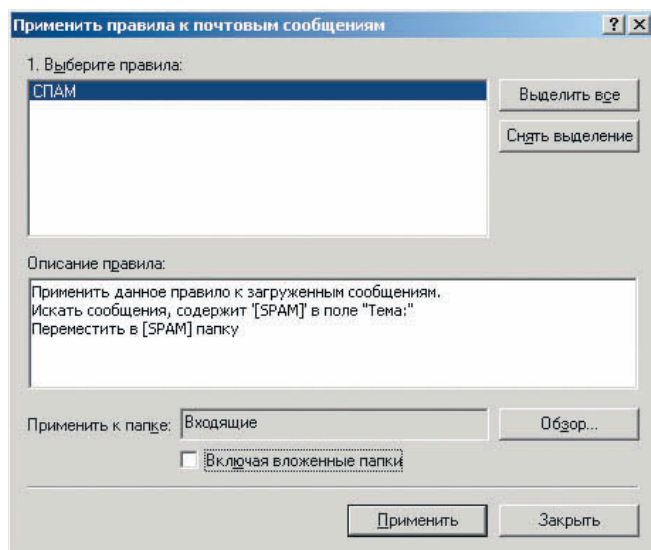 Применить правила к почтовым сообщениям
1. Выберите правила:
СПАМ
Выделить все
Снять выделение
Описание правила:
Применить данное правило к загруженным сообщениям.
Искать сообщения, содержит '[SPAM]' в поле "Тема:"
Переместить в [SPAM] папку
Применить к папке: Входящие Обзор...
Включая вложенные папки
Применить Закрыть